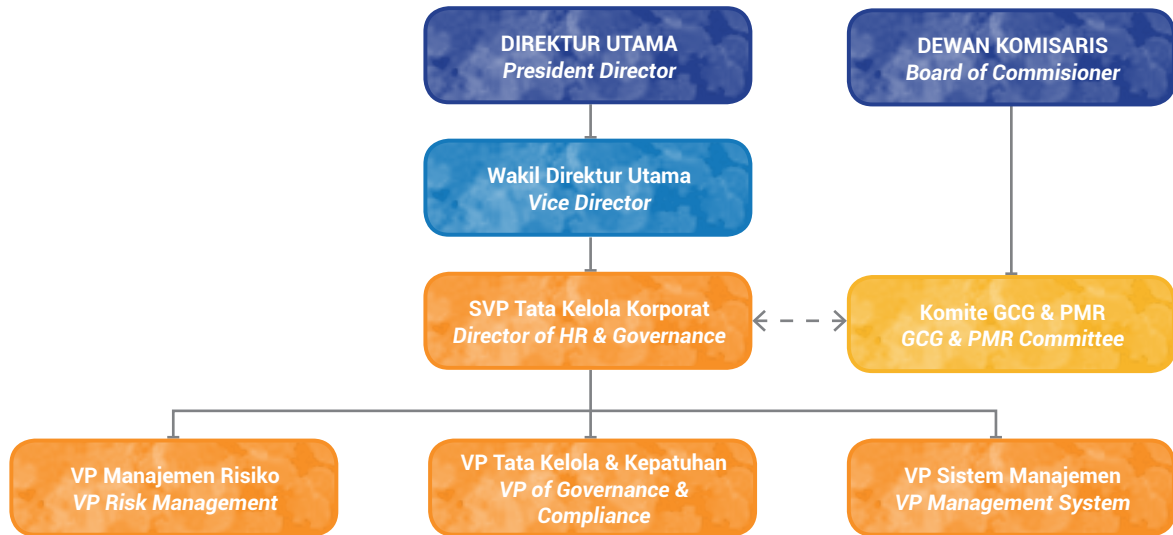 DIREKTUR UTAMA
President Director
DEWAN KOMISARIS
Board of Commisioner
Wakil Direktur Utama
Vice Director
SVP Tata Kelola Korporat
Director of HR & Governance
Komite GCG & PMR
GCG & PMR Committee
VP Manajemen Risiko
VP Risk Management
VP Tata Kelola & Kepatuhan
VP of Governance &
Compliance
VP Sistem Manajemen
VP Management System